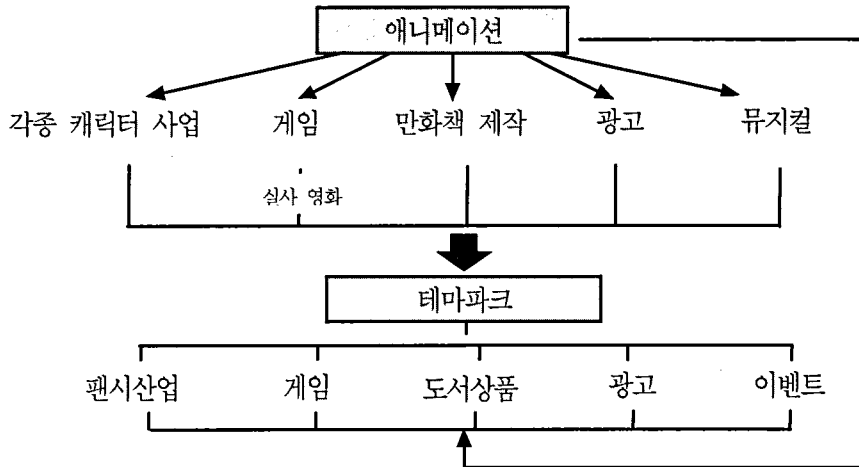 애니메이션
각종 캐릭터 사업 게임 만화책 제작 광고 뮤지컬
실사 영화
테마파크
팬시산업 게임 도서상품 광고 이벤트